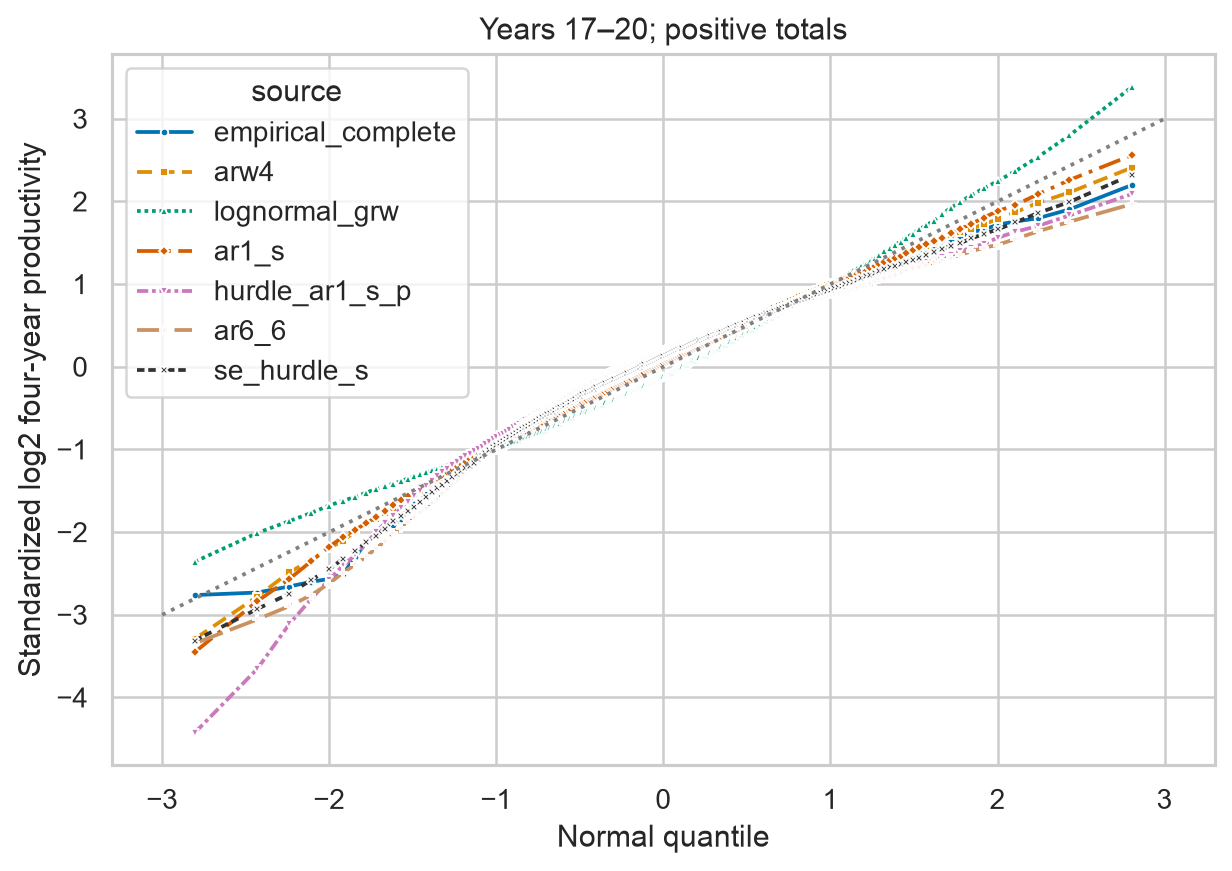 Years 17–20; positive totals
source
empirical_complete
arw4
lognormal_grw
ar1_s
hurdle_ar1_s_p
ar6_6
se_hurdle_s
Standardized log2 four-year productivity
3
2
1
0
−1
−2
−3
−4
−3 −2 −1 0 1 2 3
Normal quantile